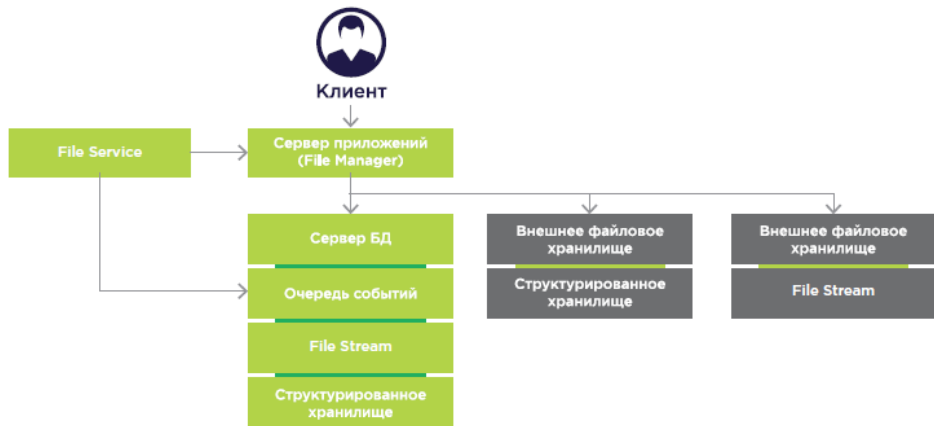 Клиент
File Service
Сервер приложений
(File Manager)
Сервер БД
Очередь событий
File Stream
Структурированное
хранилище
Внешнее файловое
хранилище
Структурированное
хранилище
Внешнее файловое
хранилище
File Stream